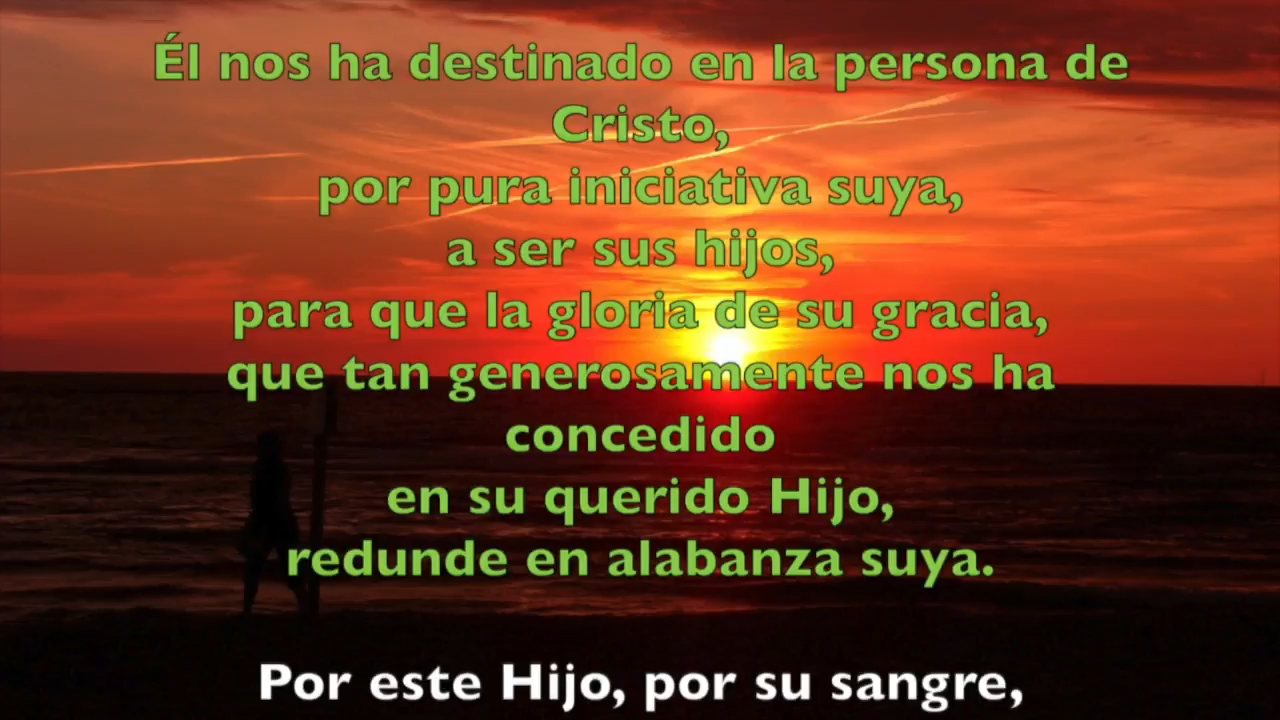 Él nos ha destinado en la persona de
Cristo,
por pura iniciativa suya,
a ser sus hijos,
para que la gloria de su gracia,
que tan generosamente nos ha
concedido
en su querido Hijo,
redunde en alabanza suya.
Por este Hijo, por su sangre,